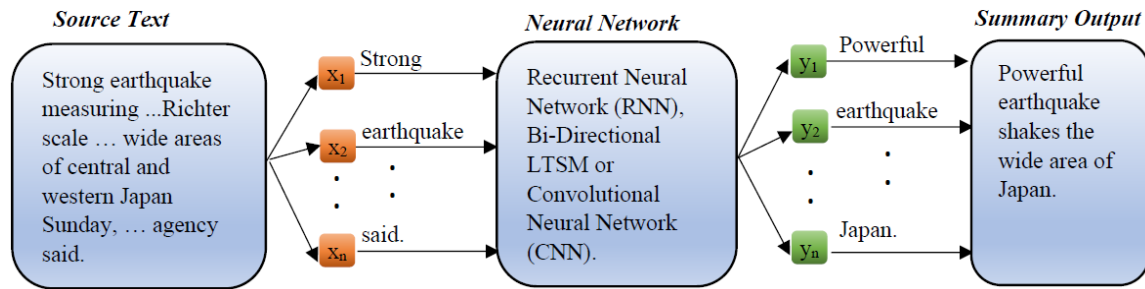 Source Text
Strong earthquake
measuring ...Richter
scale … wide areas
of central and
western Japan
Sunday, … agency
said.
x1 Strong
x2 earthquake
xn said.
Neural Network
Recurrent Neural
Network (RNN),
Bi-Directional
LTSM or
Convolutional
Neural Network
(CNN).
y1 Powerful
y2 earthquake
yn Japan.
Summary Output
Powerful
earthquake
shakes the
wide area of
Japan.